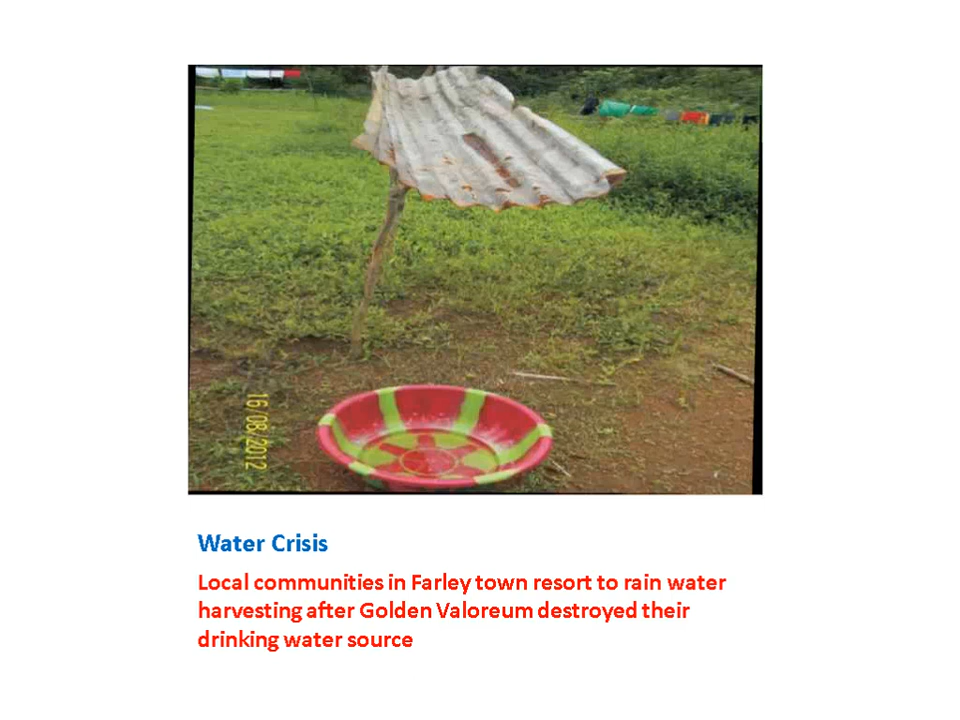 16/08/2012
Water Crisis
Local communities in Farley town resort to rain water
harvesting after Golden Valoreum destroyed their
drinking water source